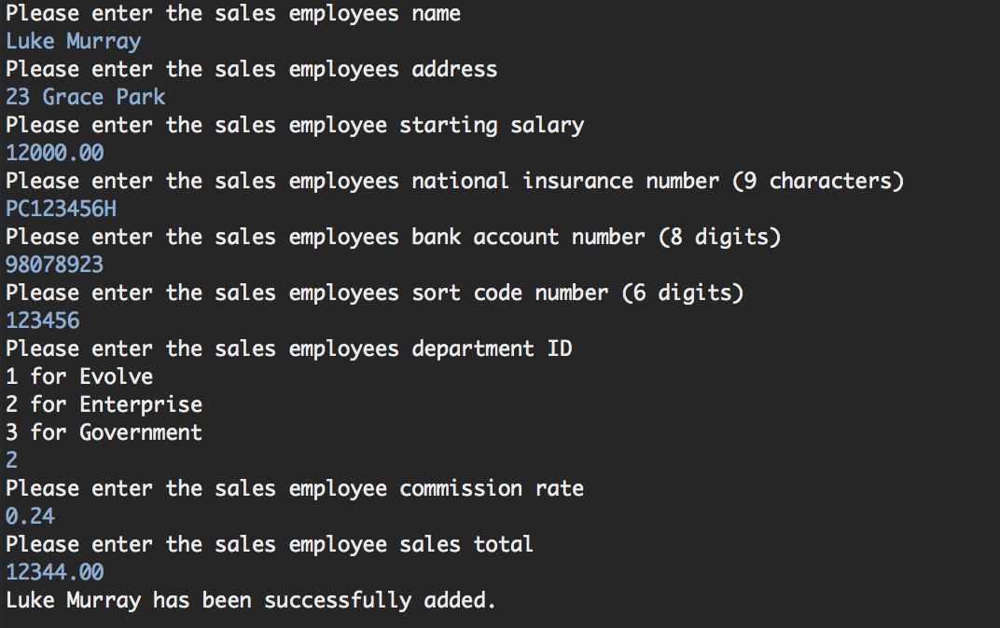 Please enter the sales employees name
Luke Murray
Please enter the sales employees address
23 Grace Park
Please enter the sales employee starting salary
12000.00
Please enter the sales employees national insurance number (9 characters)
PC123456H
Please enter the sales employees bank account number (8 digits)
98078923
Please enter the sales employees sort code number (6 digits)
123456
Please enter the sales employees department ID
1 for Evolve
2 for Enterprise
3 for Government
2
Please enter the sales employee commission rate
0.24
Please enter the sales employee sales total
12344.00
Luke Murray has been successfully added.